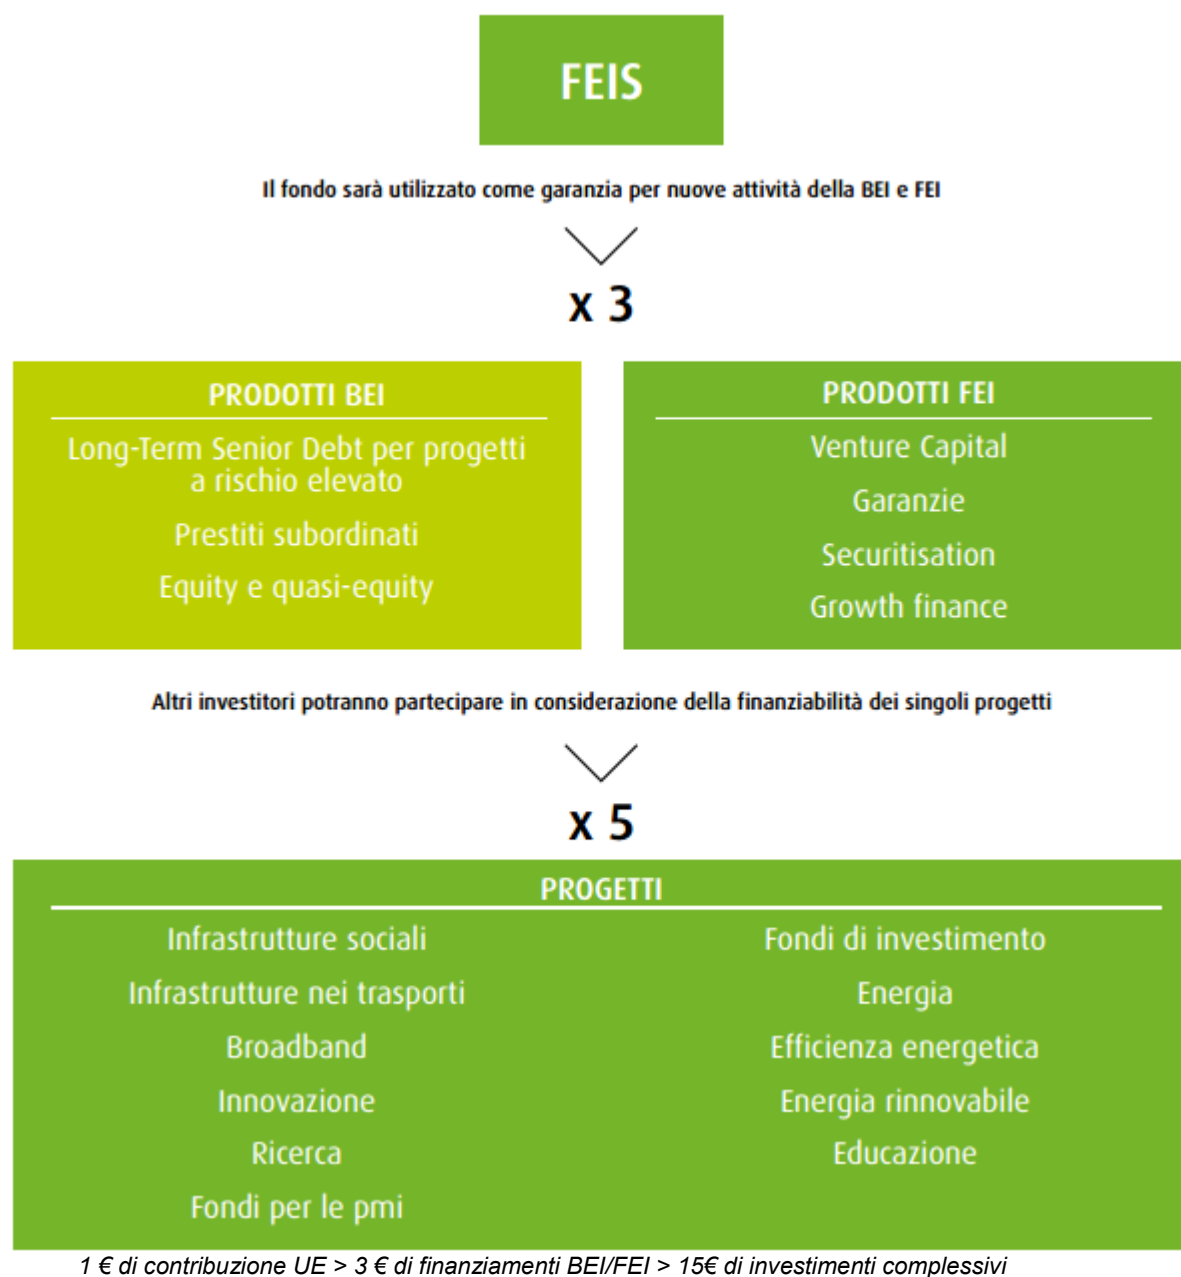 FEIS
Il fondo sarà utilizzato come garanzia per nuove attività della BEI e FEI
x 3
PRODOTTI BEI
Long-Term Senior Debt per progetti
a rischio elevato
Prestiti subordinati
Equity e quasi-equity
PRODOTTI FEI
Venture Capital
Garanzie
Securitisation
Growth finance
Altri investitori potranno partecipare in considerazione della finanziabilità dei singoli progetti
x 5
PROGETTI
Infrastrutture sociali
Infrastrutture nei trasporti
Broadband
Innovazione
Ricerca
Fondi per le pmi
Fondi di investimento
Energia
Efficienza energetica
Energia rinnovabile
Educazione
1 € di contribuzione UE > 3 € di finanziamenti BEI/FEI > 15€ di investimenti complessivi